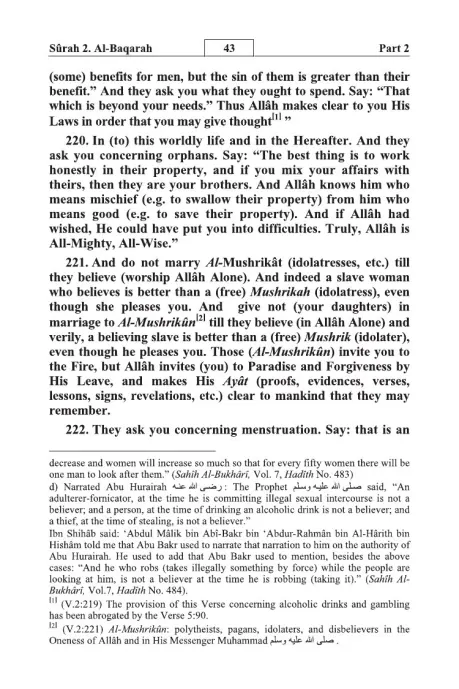 Sûrah 2. Al-Baqarah 43 Part 2
(some) benefits for men, but the sin of them is greater than their
benefit.” And they ask you what they ought to spend. Say: “That
which is beyond your needs.” Thus Allâh makes clear to you His
Laws in order that you may give thought[1] ”
220. In (to) this worldly life and in the Hereafter. And they
ask you concerning orphans. Say: “The best thing is to work
honestly in their property, and if you mix your affairs with
theirs, then they are your brothers. And Allâh knows him who
means mischief (e.g. to swallow their property) from him who
means good (e.g. to save their property). And if Allâh had
wished, He could have put you into difficulties. Truly, Allâh is
All-Mighty, All-Wise.”
221. And do not marry Al-Mushrikât (idolatresses, etc.) till
they believe (worship Allâh Alone). And indeed a slave woman
who believes is better than a (free) Mushrikah (idolatress), even
though she pleases you. And give not (your daughters) in
marriage to Al-Mushrikûn[2] till they believe (in Allâh Alone) and
verily, a believing slave is better than a (free) Mushrik (idolater),
even though he pleases you. Those (Al-Mushrikûn) invite you to
the Fire, but Allâh invites (you) to Paradise and Forgiveness by
His Leave, and makes His Ayât (proofs, evidences, verses,
lessons, signs, revelations, etc.) clear to mankind that they may
remember.
222. They ask you concerning menstruation. Say: that is an
decrease and women will increase so much so that for every fifty women there will be
one man to look after them.” (Sahîh Al-Bukhârî, Vol. 7, Hadîth No. 483)
d) Narrated Abu Hurairah رضى الله عنه : The Prophet صلى الله عليه وسلم said, “An
adulterer-fornicator, at the time he is committing illegal sexual intercourse is not a
believer; and a person, at the time of drinking an alcoholic drink is not a believer; and
a thief, at the time of stealing, is not a believer.”
Ibn Shihâb said: ‘Abdul Mâlik bin Abî-Bakr bin ‘Abdur-Rahmân bin Al-Hârith bin
Hishâm told me that Abu Bakr used to narrate that narration to him on the authority of
Abu Hurairah. He used to add that Abu Bakr used to mention, besides the above
cases: “And he who robs (takes illegally something by force) while the people are
looking at him, is not a believer at the time he is robbing (taking it).” (Sahîh Al-
Bukhârî, Vol.7, Hadîth No. 484).
[1] (V.2:219) The provision of this Verse concerning alcoholic drinks and gambling
has been abrogated by the Verse 5:90.
[2] (V.2:221) Al-Mushrikûn: polytheists, pagans, idolaters, and disbelievers in the
Oneness of Allâh and in His Messenger Muhammad صلى الله عليه وسلم .